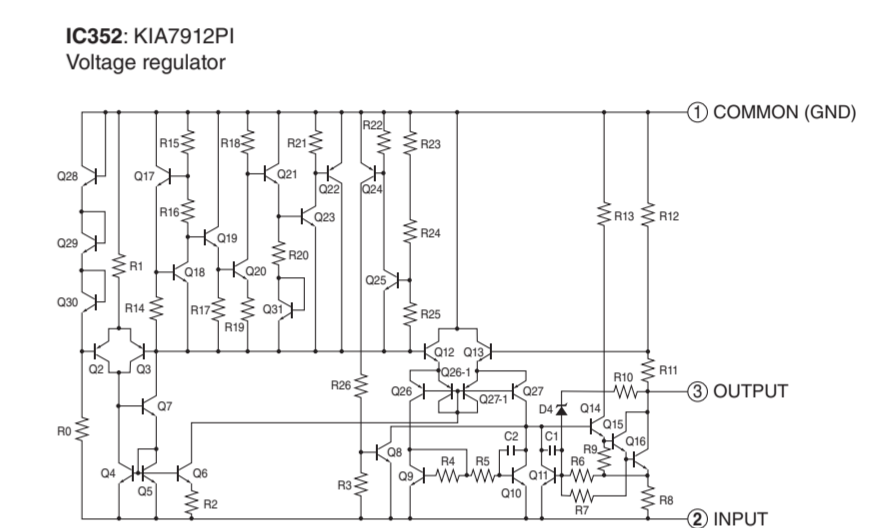 IC352: KIA7912PI
Voltage regulator
① COMMON (GND)
R15 R18 R21 R22 R23
Q28 Q17 Q21 Q22 Q24
R16 Q23 R13 R12
Q29 Q19 R24
R1 Q18 Q20 R20 Q25
Q30 R14 R17 R19 Q31 R25
Q2 Q3 Q12 Q13
Q26-1 R11
R26 Q26 Q27-1 Q27 R10 ③ OUTPUT
Q7 D4 Q14
R0 Q15
C2 C1 Q16
Q8 R9
Q4 Q5 Q6 Q9 R4 R5 Q11 R6
R2 R3 Q10 R7 R8
② INPUT